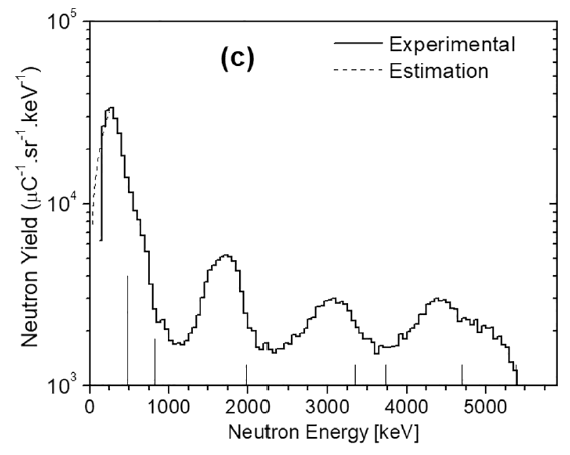 10^5
(c)
Experimental
Estimation
Neutron Yield (μC^-1.sr^-1.keV^-1)
10^4
10^3
0 1000 2000 3000 4000 5000
Neutron Energy [keV]